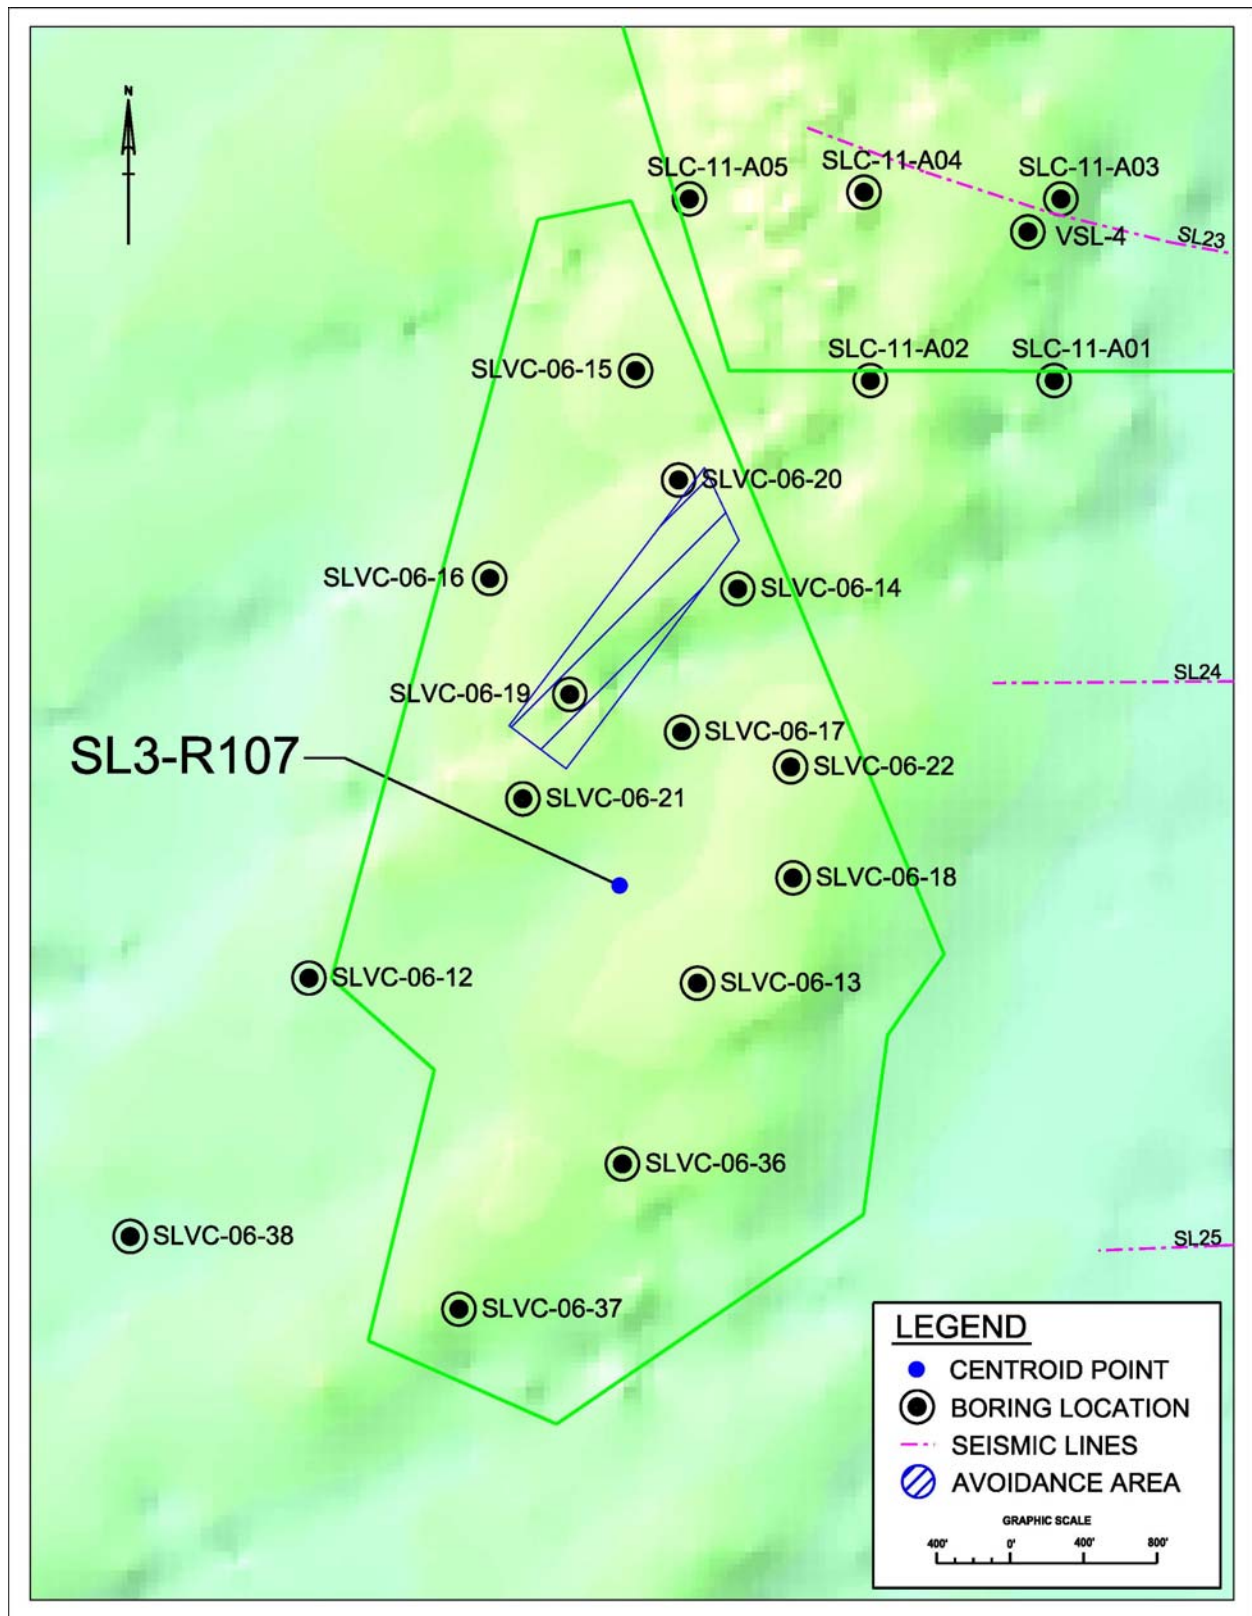 N
SLC-11-A05
SLC-11-A04
SLC-11-A03
VSL-4
SL23
SLVC-06-15
SLC-11-A02
SLC-11-A01
SLVC-06-20
SLVC-06-16
SLVC-06-14
SLVC-06-19
SL24
SLVC-06-17
SL3-R107
SLVC-06-22
SLVC-06-21
SLVC-06-18
SLVC-06-12
SLVC-06-13
SLVC-06-36
SLVC-06-38
SL25
SLVC-06-37
LEGEND
CENTROID POINT
BORING LOCATION
SEISMIC LINES
AVOIDANCE AREA
GRAPHIC SCALE
400' 0' 400' 800'